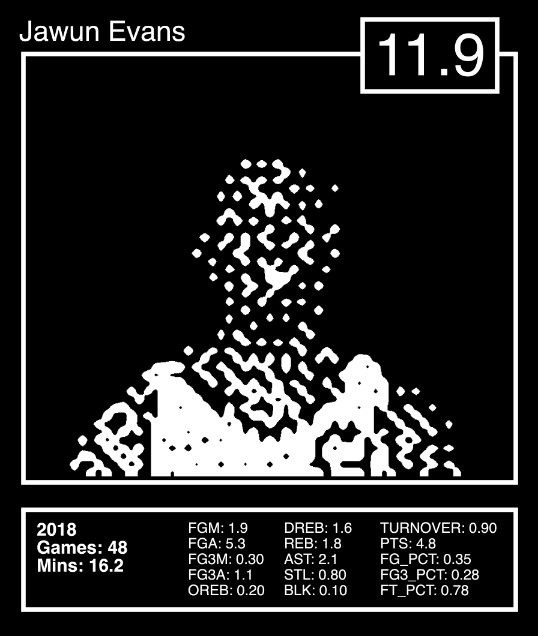 Jawun Evans
11.9
2018
Games: 48
Mins: 16.2
FGM: 1.9
FGA: 5.3
FG3M: 0.30
FG3A: 1.1
OREB: 0.20
DREB: 1.6
REB: 1.8
AST: 2.1
STL: 0.80
BLK: 0.10
TURNOVER: 0.90
PTS: 4.8
FG_PCT: 0.35
FG3_PCT: 0.28
FT_PCT: 0.78